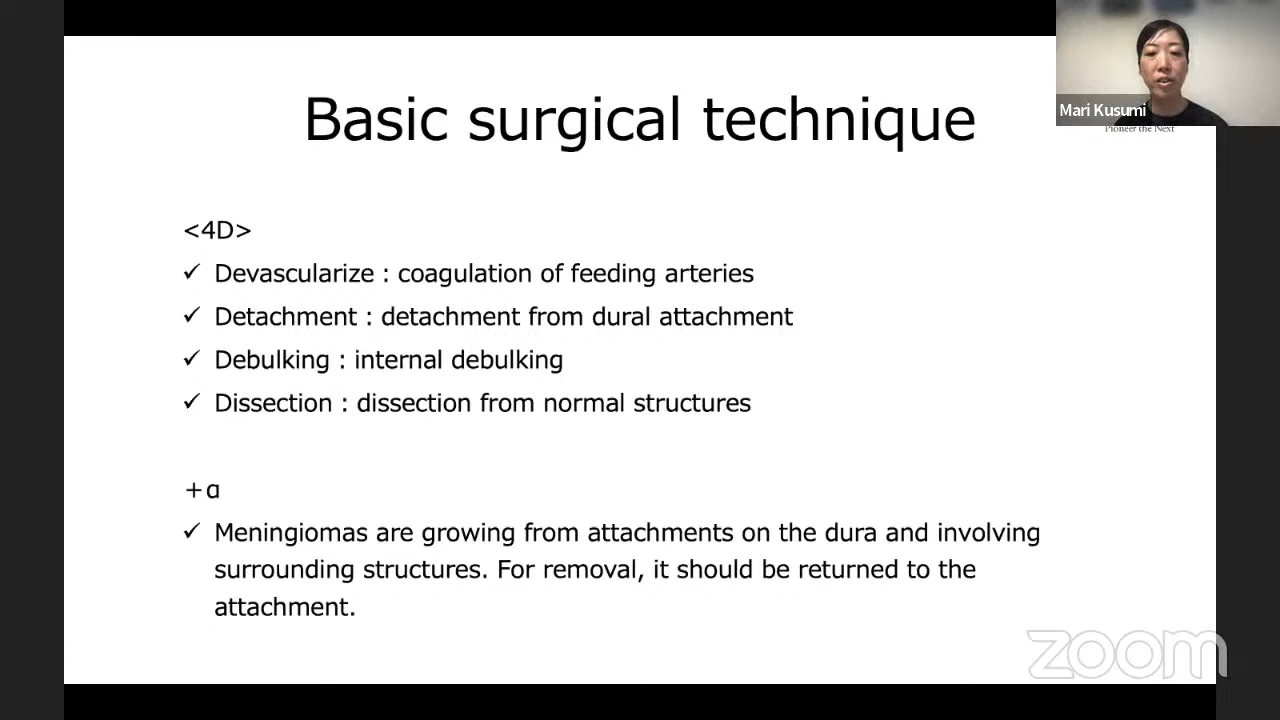 Basic surgical technique
Mari Kusumi
Pioneer the Next
<4D>
✓ Devascularize : coagulation of feeding arteries
✓ Detachment : detachment from dural attachment
✓ Debulking : internal debulking
✓ Dissection : dissection from normal structures
+α
✓ Meningiomas are growing from attachments on the dura and involving
surrounding structures. For removal, it should be returned to the
attachment.
zoom